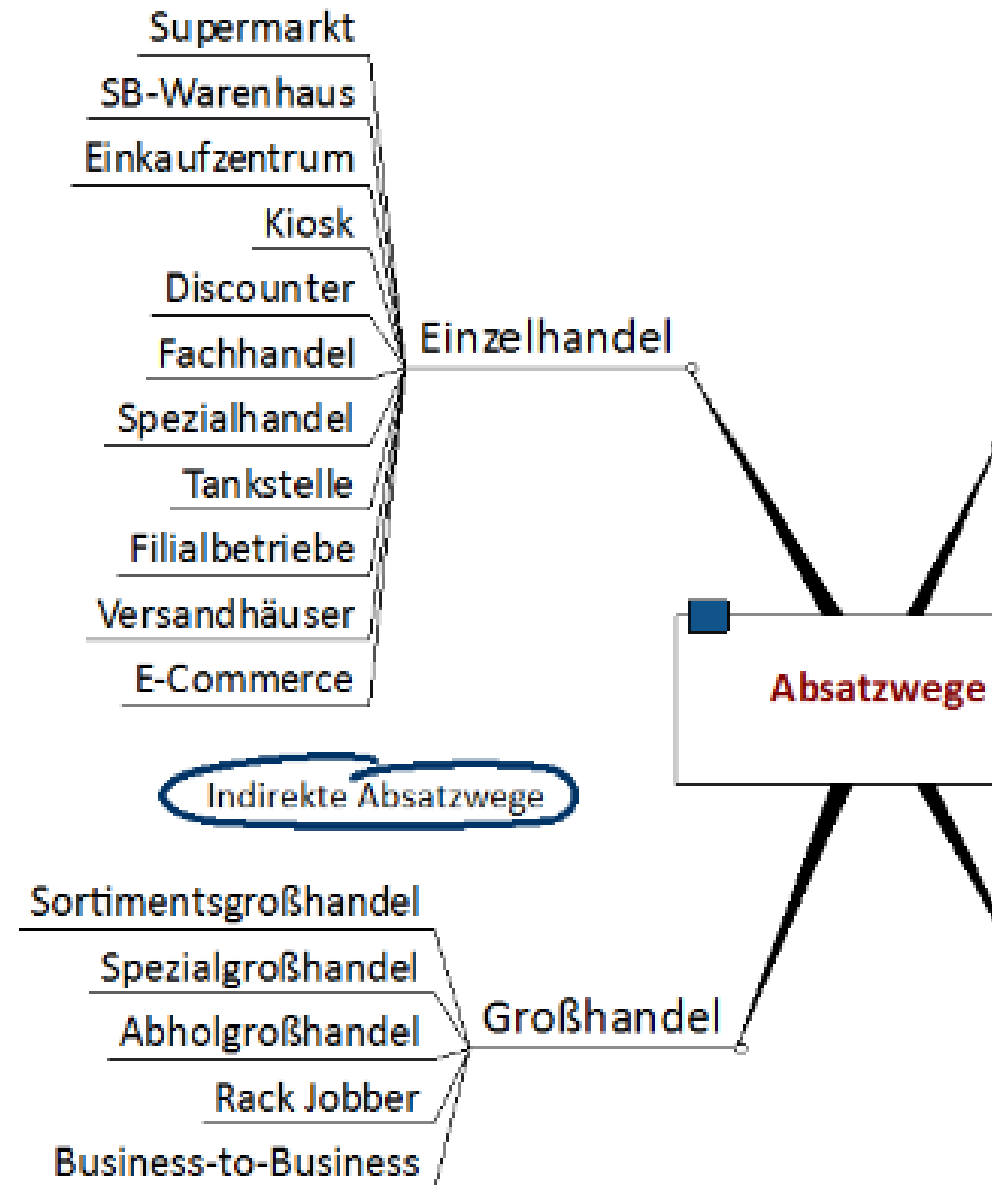 Supermarkt
SB-Warenhaus
Einkaufzentrum
Kiosk
Discounter
Fachhandel
Spezialhandel
Tankstelle
Filialbetriebe
Versandhäuser
E-Commerce
Einzelhandel
Absatzwege
Indirekte Absatzwege
Sortimentsgroßhandel
Spezialgroßhandel
Abholgroßhandel
Rack Jobber
Business-to-Business
Großhandel